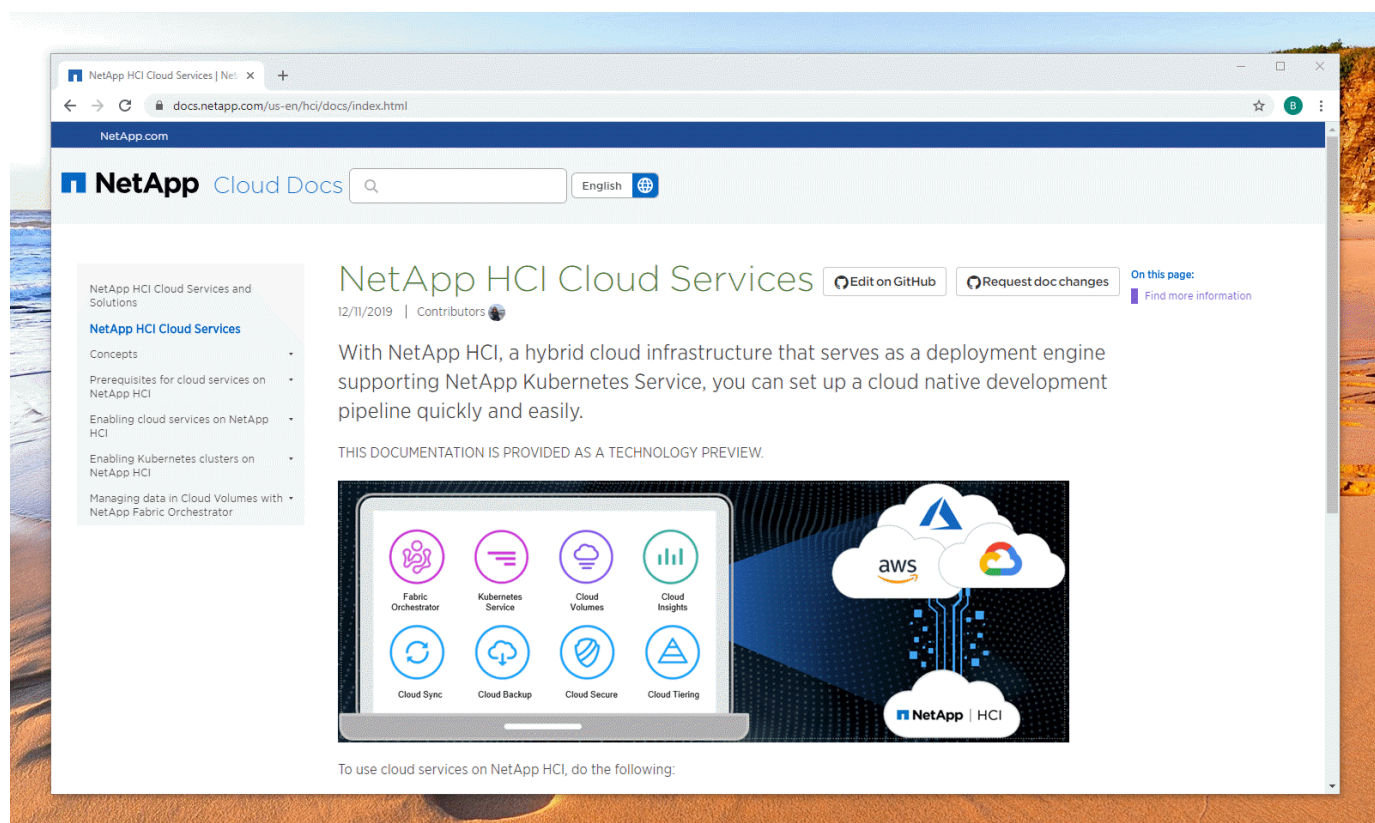 NetApp HCI Cloud Services | Net
docs.netapp.com/us-en/hci/docs/index.html
B
NetApp.com
NetApp Cloud Docs
English
NetApp HCI Cloud Services and
Solutions
NetApp HCI Cloud Services
Concepts
Prerequisites for cloud services on
NetApp HCI
Enabling cloud services on NetApp
HCI
Enabling Kubernetes clusters on
NetApp HCI
Managing data in Cloud Volumes with
NetApp Fabric Orchestrator
NetApp HCI Cloud Services
Edit on GitHub
Request doc changes
12/11/2019 | Contributors
On this page:
Find more information
With NetApp HCI, a hybrid cloud infrastructure that serves as a deployment engine
supporting NetApp Kubernetes Service, you can set up a cloud native development
pipeline quickly and easily.
THIS DOCUMENTATION IS PROVIDED AS A TECHNOLOGY PREVIEW.
Fabric
Orchestrator
Kubernetes
Service
Cloud
Volumes
Cloud
Insights
Cloud Sync
Cloud Backup
Cloud Secure
Cloud Tiering
aws
NetApp | HCI
To use cloud services on NetApp HCI, do the following: